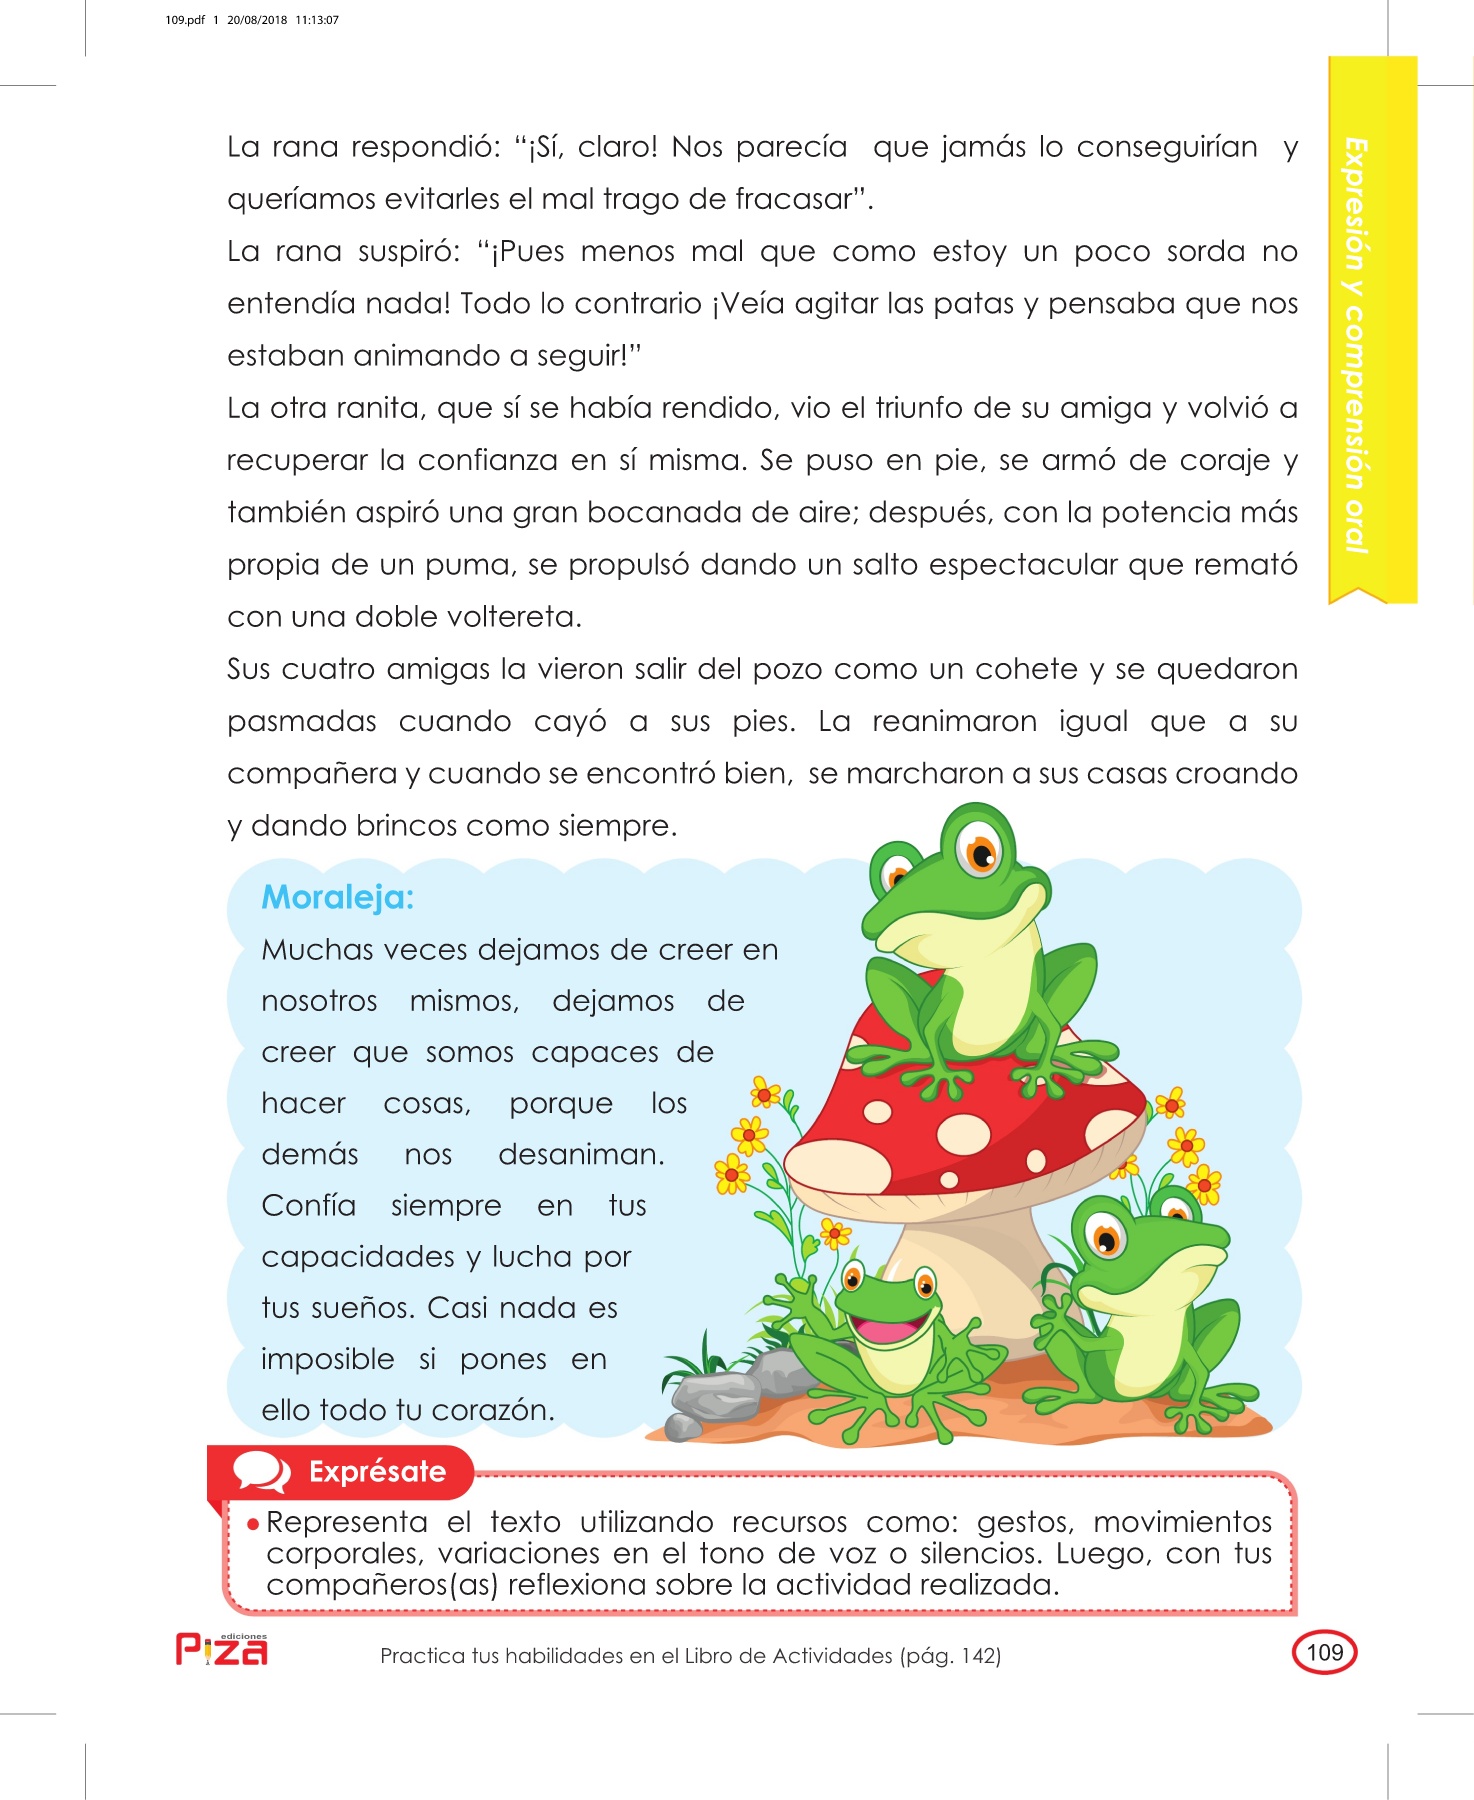 109.pdf 1 20/08/2018 11:13:07
La rana respondió: “¡Sí, claro! Nos parecía que jamás lo conseguirían y
queríamos evitarles el mal trago de fracasar”.
La rana suspiró: “¡Pues menos mal que como estoy un poco sorda no
entendía nada! Todo lo contrario ¡Veía agitar las patas y pensaba que nos
estaban animando a seguir!”
La otra ranita, que sí se había rendido, vio el triunfo de su amiga y volvió a
recuperar la confianza en sí misma. Se puso en pie, se armó de coraje y
también aspiró una gran bocanada de aire; después, con la potencia más
propia de un puma, se propulsó dando un salto espectacular que remató
con una doble voltereta.
Sus cuatro amigas la vieron salir del pozo como un cohete y se quedaron
pasmadas cuando cayó a sus pies. La reanimaron igual que a su
compañera y cuando se encontró bien, se marcharon a sus casas croando
y dando brincos como siempre.
Expresión y comprensión oral
Moraleja:
Muchas veces dejamos de creer en
nosotros mismos, dejamos de
creer que somos capaces de
hacer cosas, porque los
demás nos desaniman.
Confía siempre en tus
capacidades y lucha por
tus sueños. Casi nada es
imposible si pones en
ello todo tu corazón.
Exprésate
• Representa el texto utilizando recursos como: gestos, movimientos
corporales, variaciones en el tono de voz o silencios. Luego, con tus
compañeros(as) reflexiona sobre la actividad realizada.
ediciones
Piza
Practica tus habilidades en el Libro de Actividades (pág. 142)
109